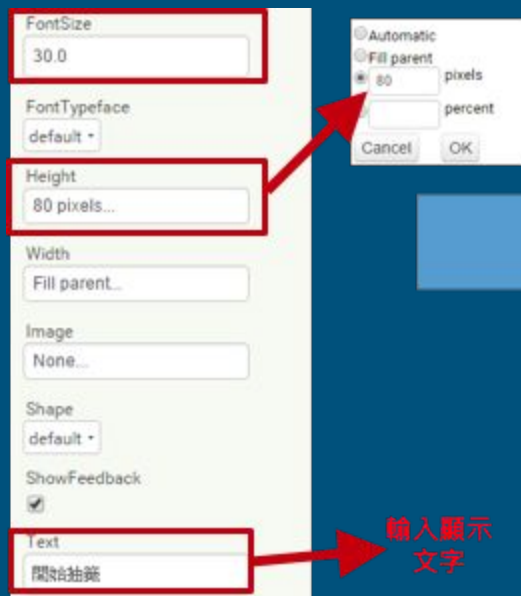 FontSize
30.0
FontTypeface
default
Height
80 pixels...
Width
Fill parent...
Image
None...
Shape
default
ShowFeedback
Text
開始抽籤
Automatic
Fill parent
80 pixels
percent
Cancel OK
輸入顯示
文字